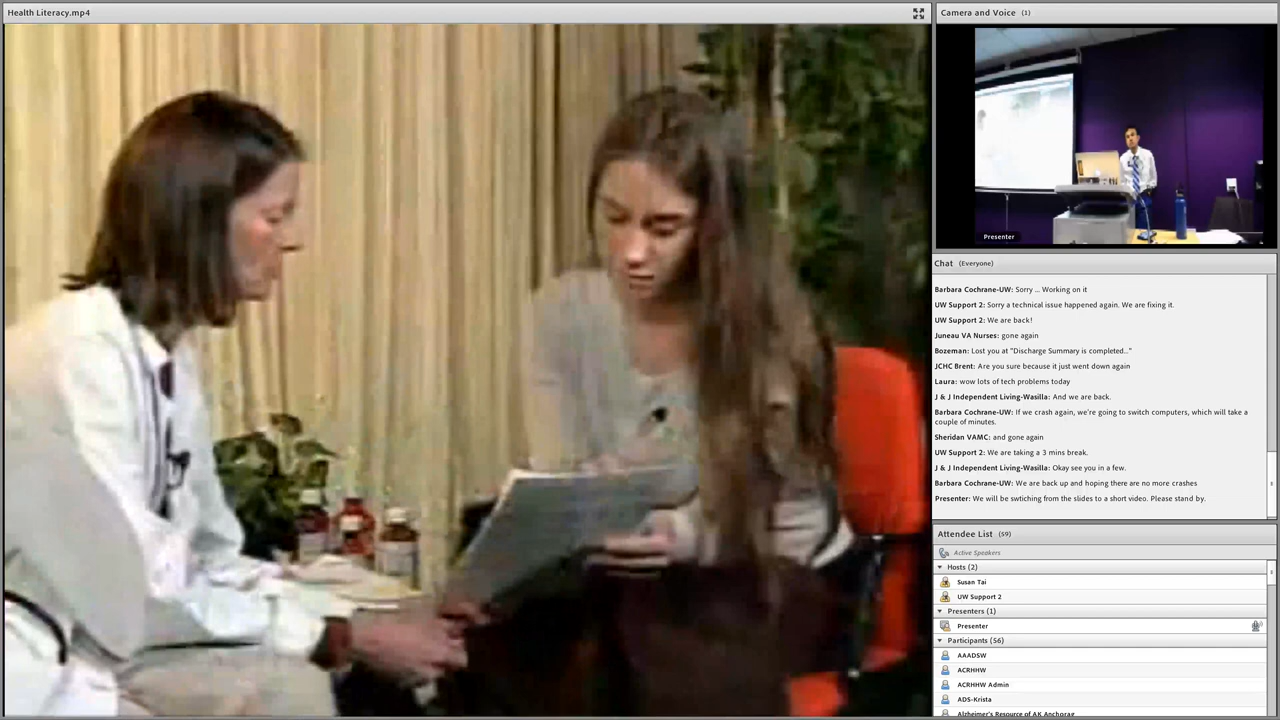 Health Literacy.mp4
Camera and Voice (1)
Presenter
Chat (Everyone)
Barbara Cochrane-UW: Sorry ... Working on it
UW Support 2: Sorry a technical issue happened again. We are fixing it.
UW Support 2: We are back!
Juneau VA Nurses: gone again
Bozeman: Lost you at "Discharge Summary is completed..."
JCHC Brent: Are you sure because it just went down again
Laura: wow lots of tech problems today
J & J Independent Living-Wasilla: And we are back.
Barbara Cochrane-UW: If we crash again, we're going to switch computers, which will take a
couple of minutes.
Sheridan VAMC: and gone again
UW Support 2: We are taking a 3 mins break.
J & J Independent Living-Wasilla: Okay see you in a few.
Barbara Cochrane-UW: We are back up and hoping there are no more crashes
Presenter: We will be swtiching from the slides to a short video. Please stand by.
Attendee List (59)
Active Speakers
Hosts (2)
Susan Tai
UW Support 2
Presenters (1)
Presenter
Participants (56)
AAADSW
ACRHHW
ACRHHW Admin
ADS-Krista
Alzheimer's Resource of AK Anchorag